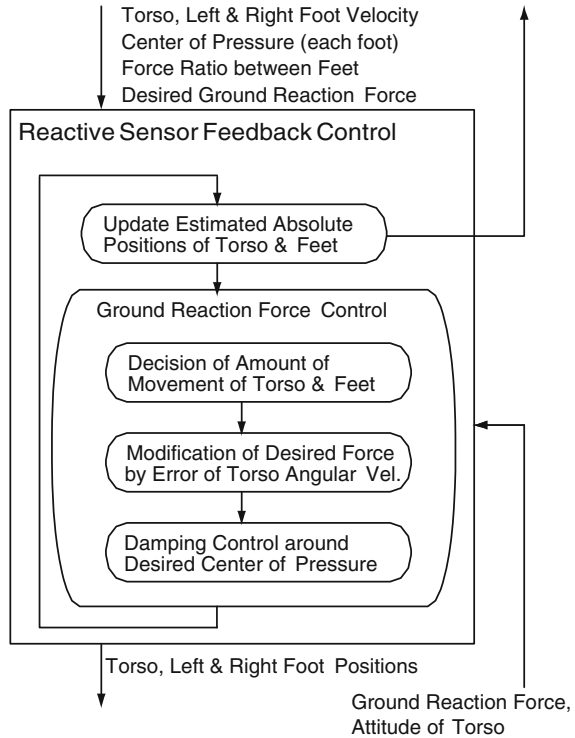 Torso, Left & Right Foot Velocity
Center of Pressure (each foot)
Force Ratio between Feet
Desired Ground Reaction Force
Reactive Sensor Feedback Control
Update Estimated Absolute
Positions of Torso & Feet
Ground Reaction Force Control
Decision of Amount of
Movement of Torso & Feet
Modification of Desired Force
by Error of Torso Angular Vel.
Damping Control around
Desired Center of Pressure
Torso, Left & Right Foot Positions
Ground Reaction Force,
Attitude of Torso